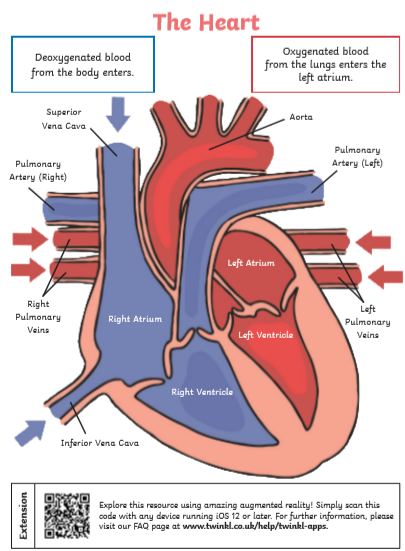 The Heart
Deoxygenated blood
from the body enters.
Oxygenated blood
from the lungs enters the
left atrium.
Superior
Vena Cava
Aorta
Pulmonary
Artery (Right)
Pulmonary
Artery (Left)
Left Atrium
Right
Pulmonary
Veins
Right Atrium
Left Ventricle
Left
Pulmonary
Veins
Right Ventricle
Inferior Vena Cava
Extension
Explore this resource using amazing augmented reality! Simply scan this
code with any device running iOS 12 or later. For further information, please
visit our FAQ page at www.twinkl.co.uk/help/twinkl-apps.